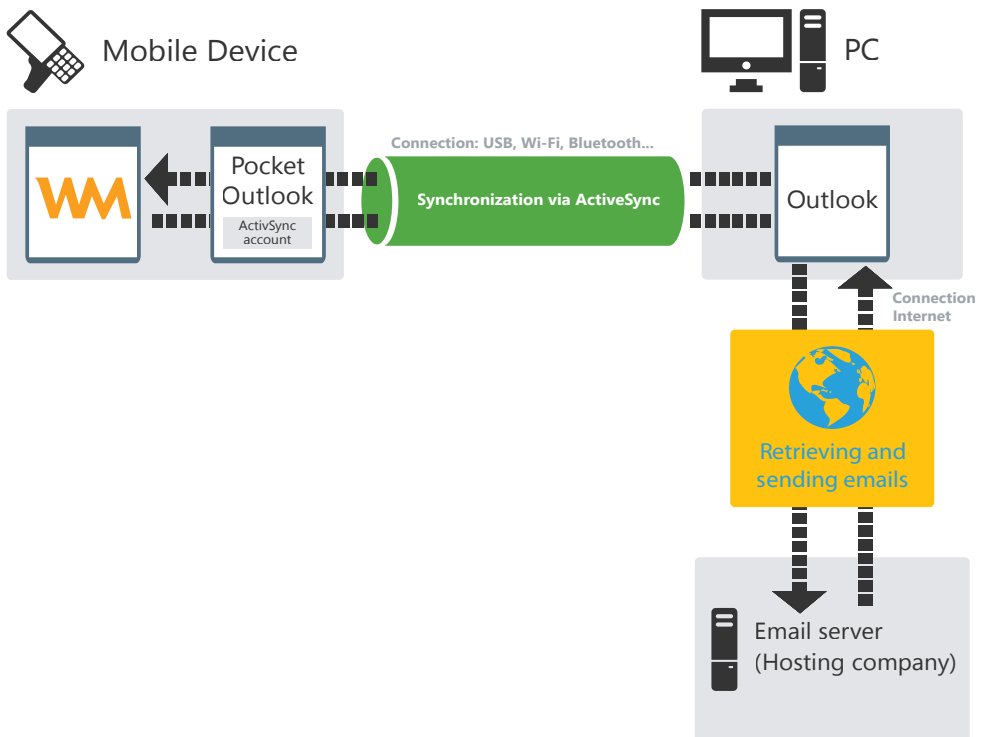 Mobile Device
PC
Connection: USB, Wi-Fi, Bluetooth...
WM
Pocket
Outlook
ActivSync
account
Synchronization via ActiveSync
Outlook
Connection
Internet
Retrieving and
sending emails
Email server
(Hosting company)